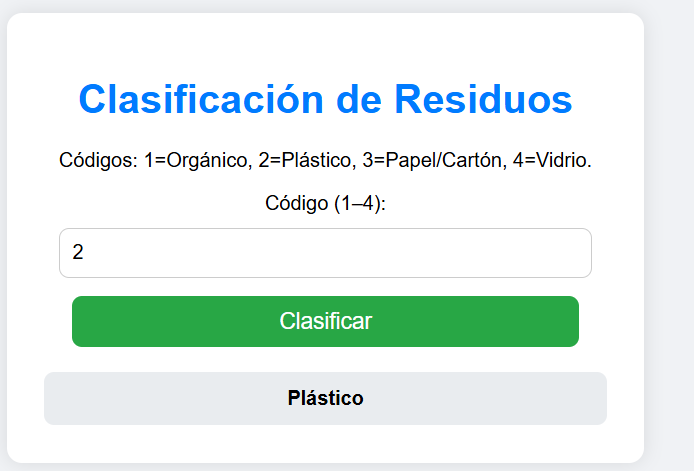 Clasificación de Residuos
Códigos: 1=Orgánico, 2=Plástico, 3=Papel/Cartón, 4=Vidrio.
Código (1–4):
2
Clasificar
Plástico